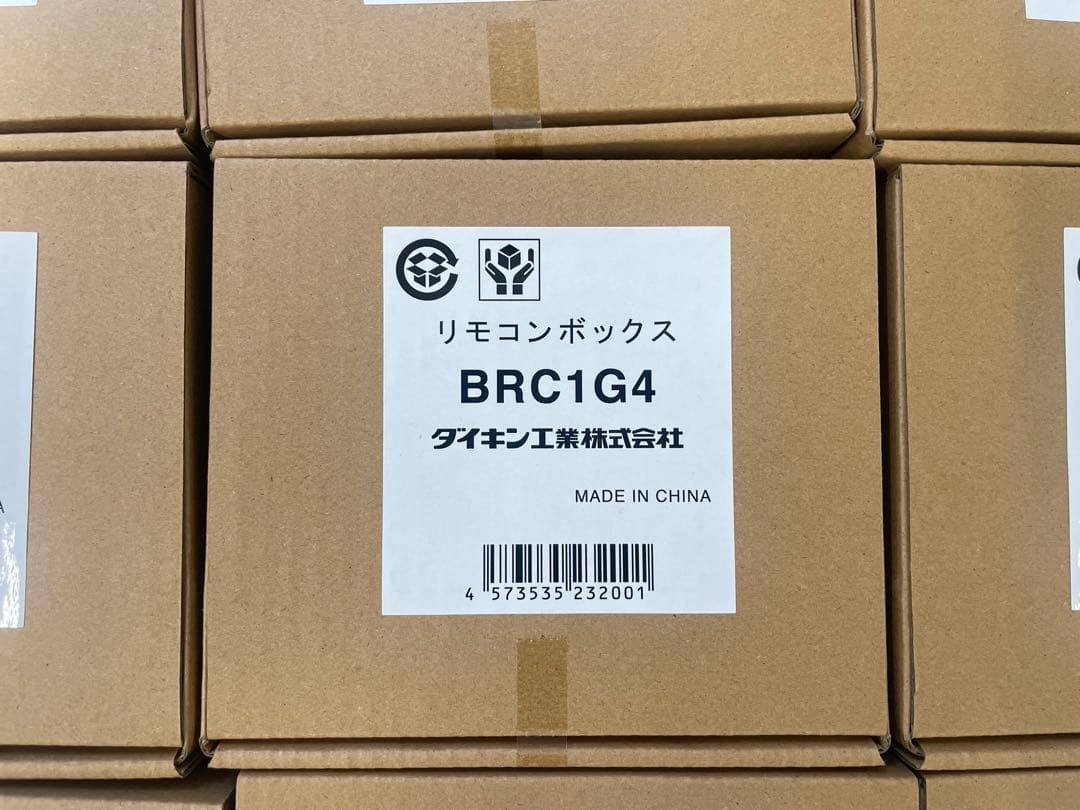 リモコンボックス
BRC1G4
ダイキン工業株式会社
MADE IN CHINA
4 573535 232001
A